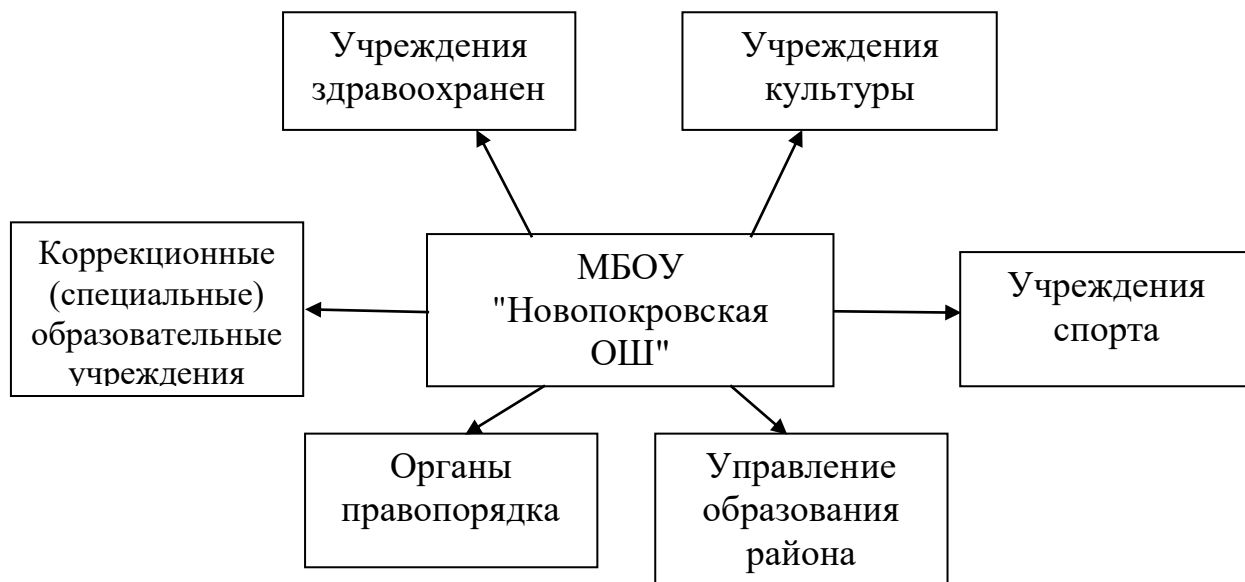 Учреждения
здравоохранен
Учреждения
культуры
Коррекционные
(специальные)
образовательные
учреждения
МБОУ
"Новопокровская
ОШ"
Учреждения
спорта
Органы
правопорядка
Управление
образования
района